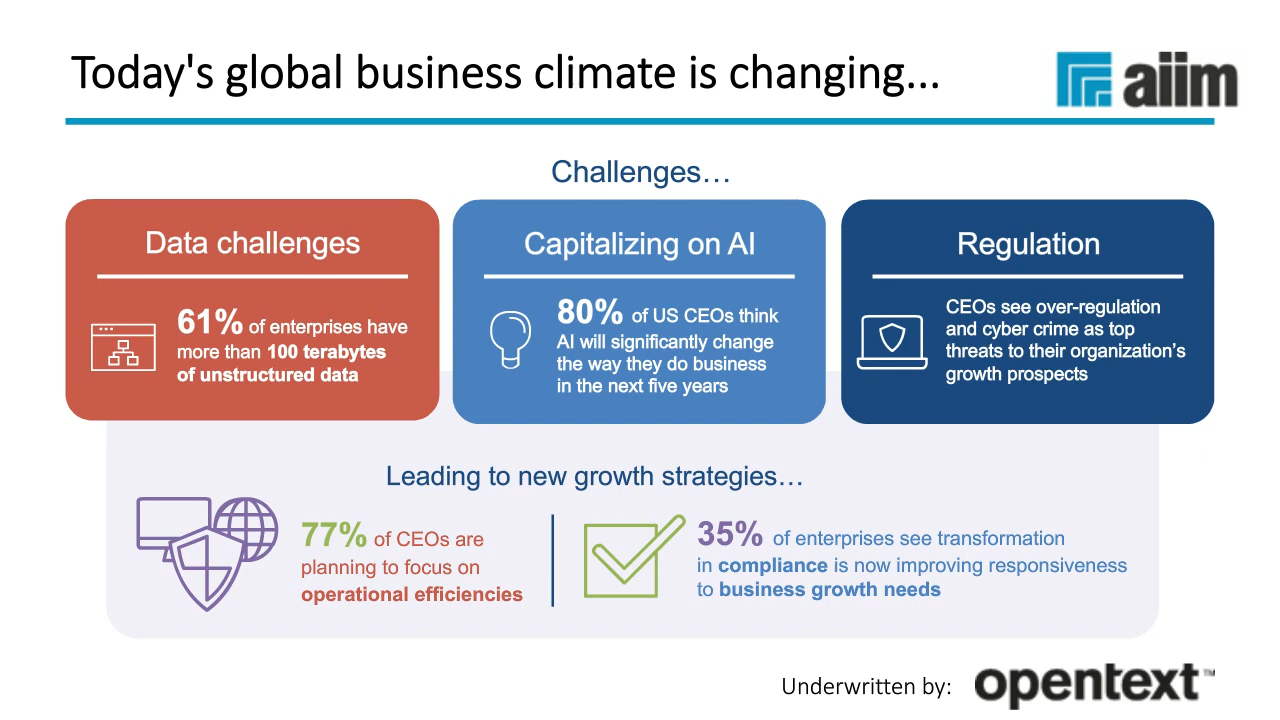 Today's global business climate is changing...
aiim
Challenges…
Data challenges
61% of enterprises have
more than 100 terabytes
of unstructured data
Capitalizing on AI
80% of US CEOs think
AI will significantly change
the way they do business
in the next five years
Regulation
CEOs see over-regulation
and cyber crime as top
threats to their organization's
growth prospects
Leading to new growth strategies…
77% of CEOs are
planning to focus on
operational efficiencies
35% of enterprises see transformation
in compliance is now improving responsiveness
to business growth needs
Underwritten by:
opentext™